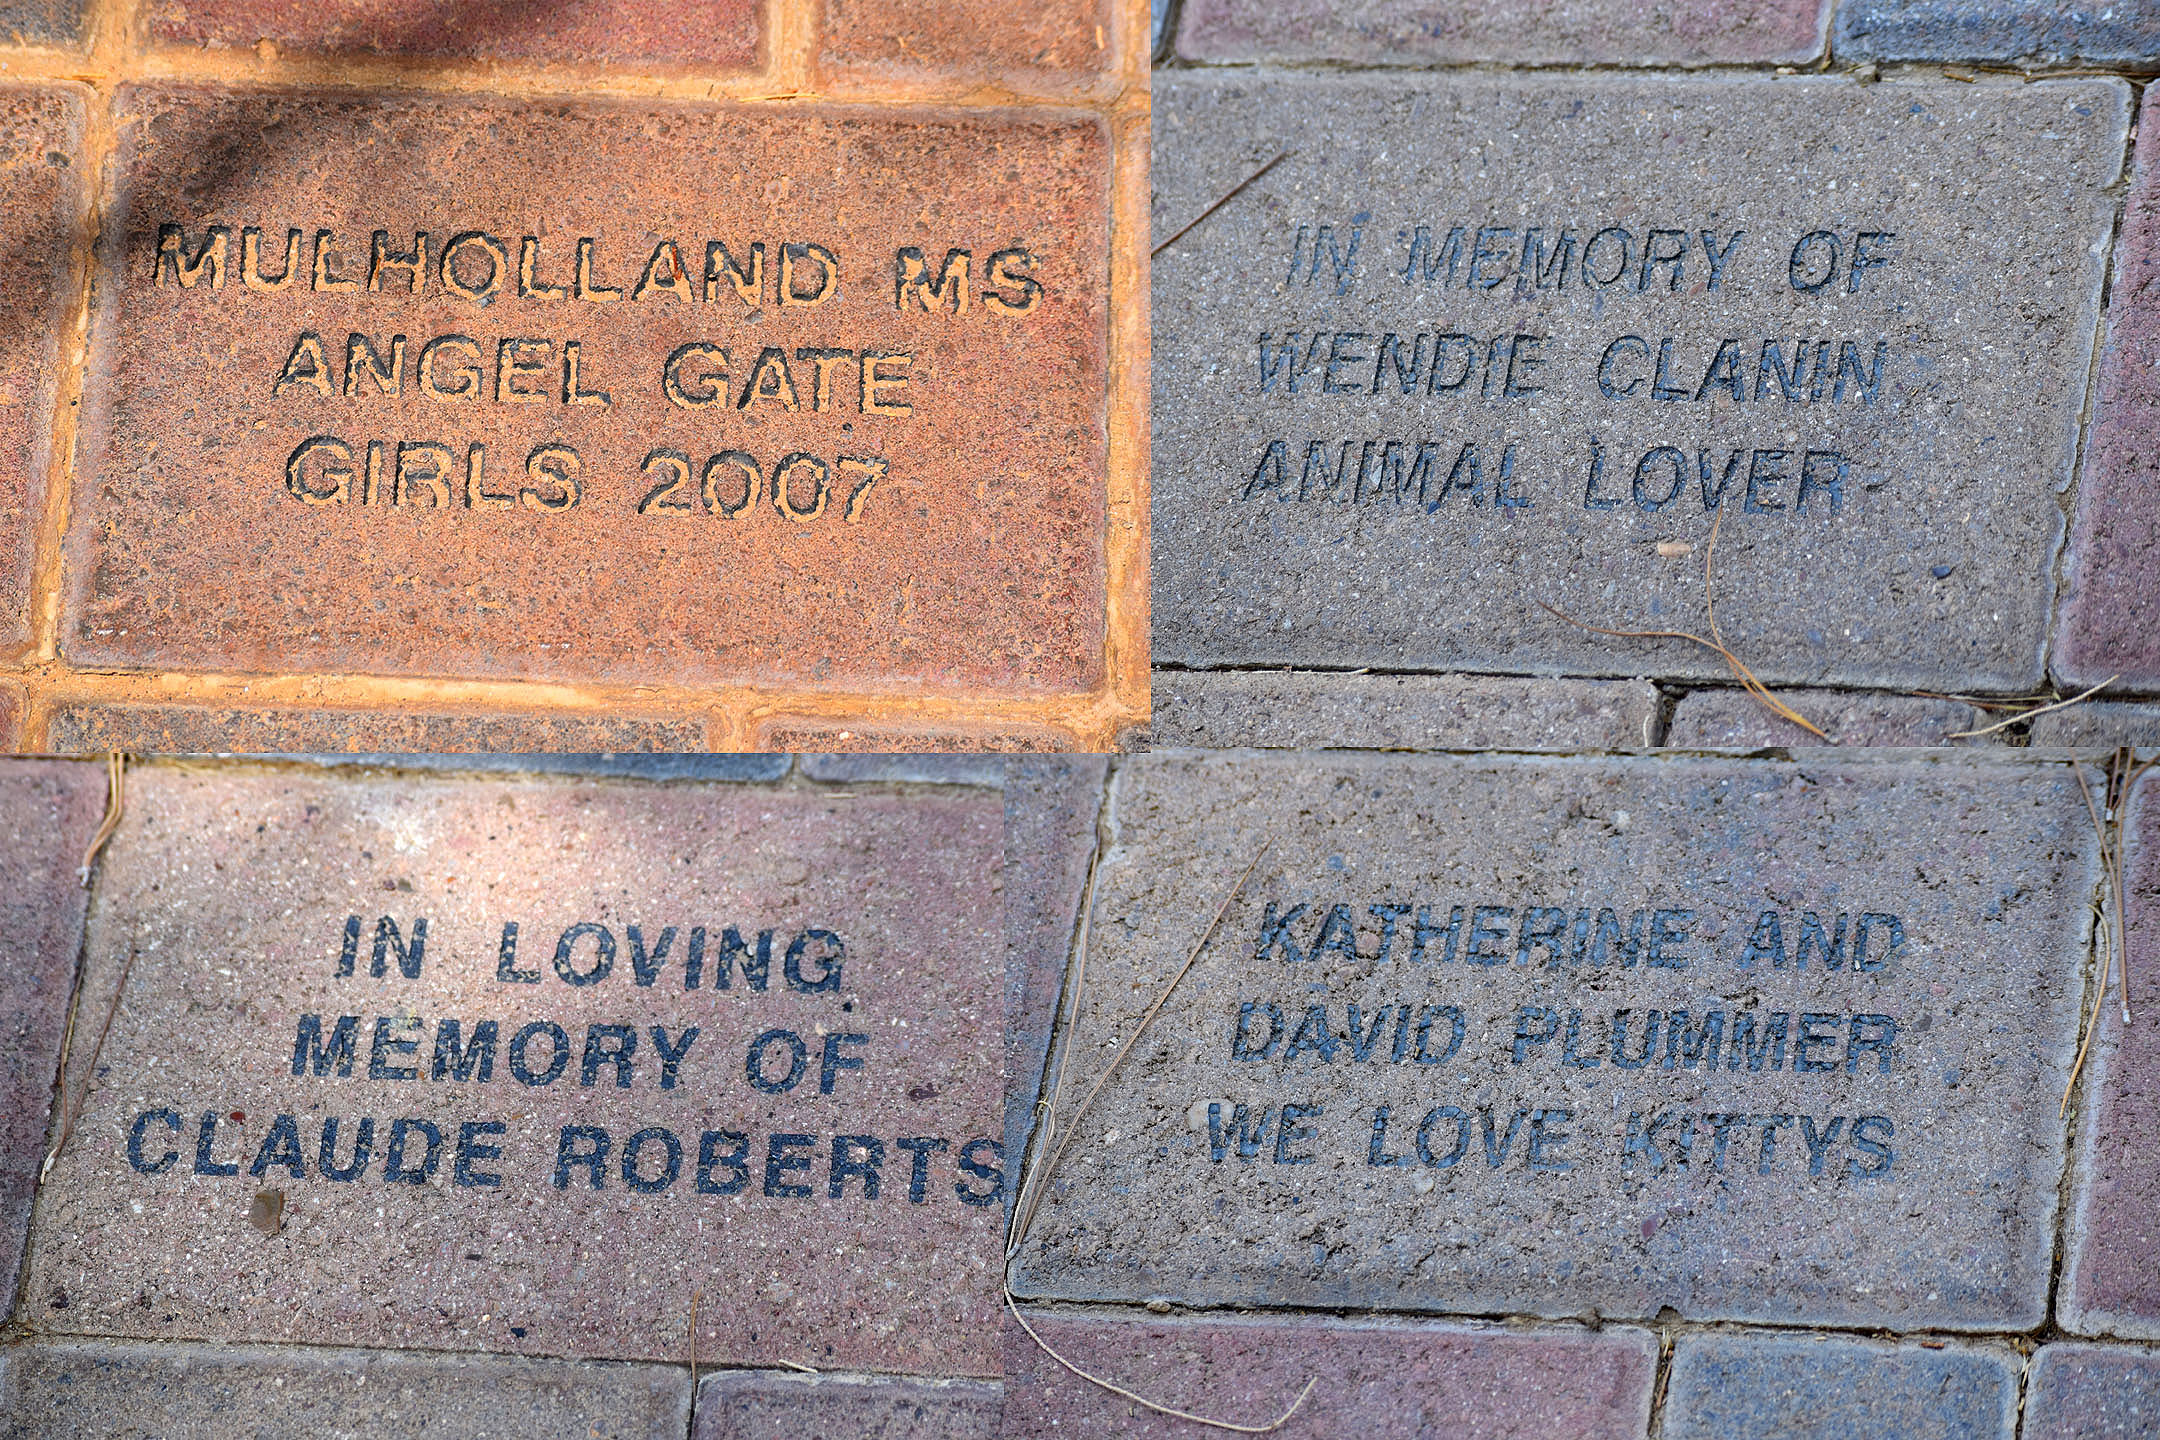 MULHOLLAND MS
ANGEL GATE
GIRLS 2007
IN MEMORY OF
WENDIE CLANIN
ANIMAL LOVER
IN LOVING
MEMORY OF
CLAUDE ROBERTS
KATHERINE AND
DAVID PLUMMER
WE LOVE KITTYS